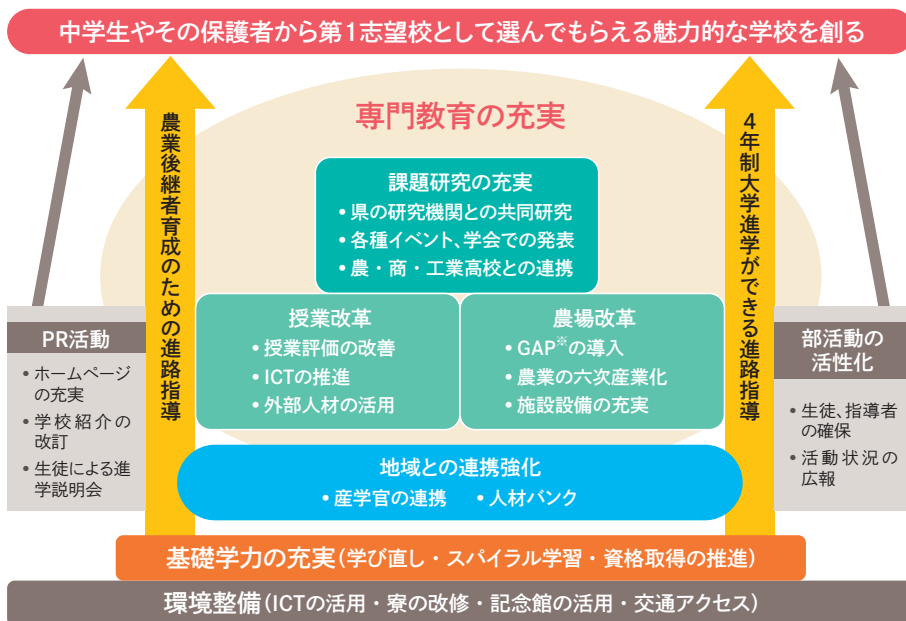 中学生やその保護者から第1志望校として選んでもらえる魅力的な学校を創る
専門教育の充実
農業後継者育成のための進路指導
4年制大学進学ができる進路指導
課題研究の充実
• 県の研究機関との共同研究
• 各種イベント、学会での発表
• 農・商・工業高校との連携
授業改革
• 授業評価の改善
• ICTの推進
• 外部人材の活用
農場改革
• GAP※の導入
• 農業の六次産業化
• 施設設備の充実
PR活動
• ホームページ
の充実
• 学校紹介の
改訂
• 生徒による進
学説明会
部活動の
活性化
• 生徒、指導者
の確保
• 活動状況の
広報
地域との連携強化
• 産学官の連携 • 人材バンク
基礎学力の充実(学び直し・スパイラル学習・資格取得の推進)
環境整備(ICTの活用・寮の改修・記念館の活用・交通アクセス)